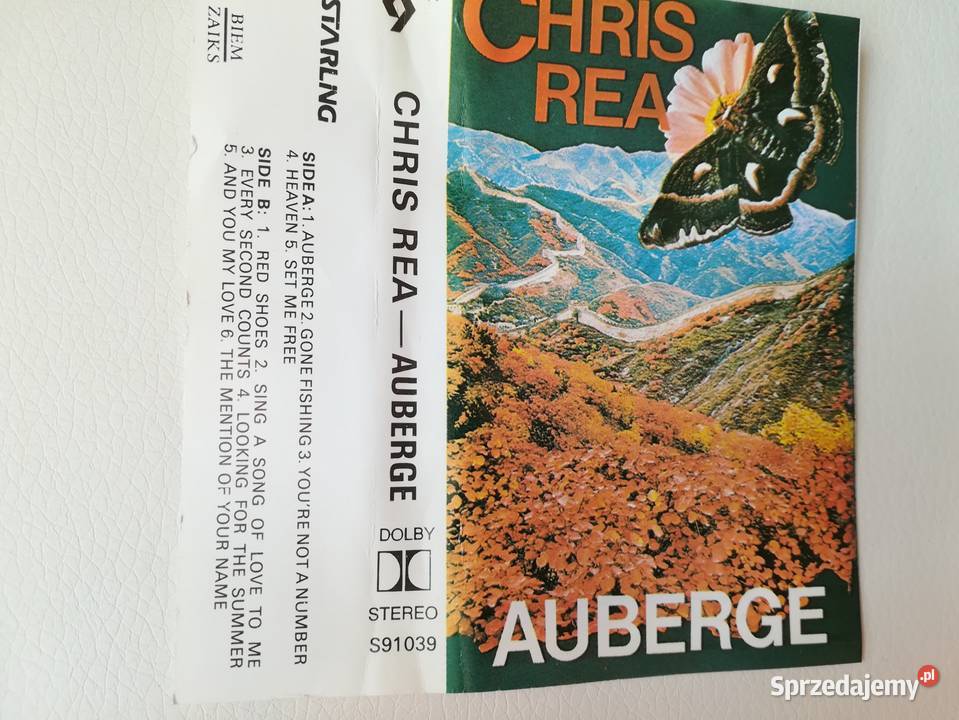 CHRIS
REA
AUBERGE
CHRIS REA — AUBERGE
DOLBY
STEREO
S91039
STARLING
SIDE A: 1. AUBERGE 2. GONE FISHING 3. YOU'RE NOT A NUMBER
4. HEAVEN 5. SET ME FREE
SIDE B: 1. RED SHOES 2. SING A SONG OF LOVE TO ME
3. EVERY SECOND COUNTS 4. LOOKING FOR THE SUMMER
5. AND YOU MY LOVE 6. THE MENTION OF YOUR NAME
BIEM
ZAIKS
Sprzedajemy.pl